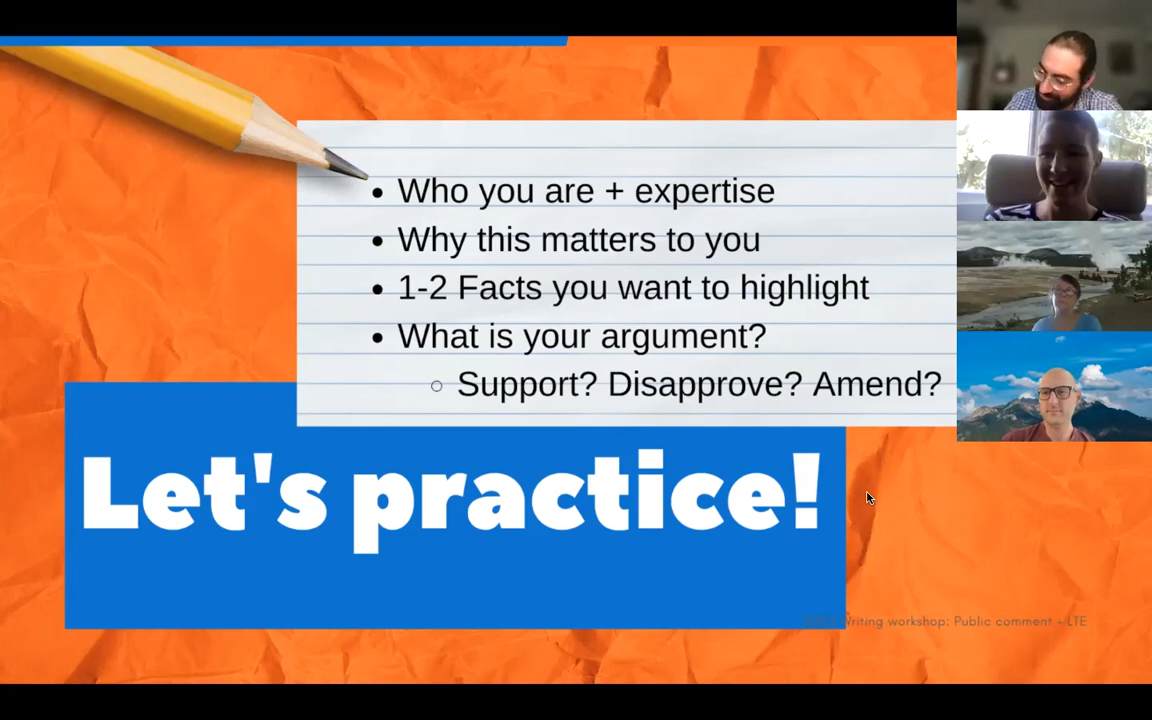 Who you are + expertise
Why this matters to you
1-2 Facts you want to highlight
What is your argument?
Support? Disapprove? Amend?
Let's practice!
Writing workshop: Public comment + LTE